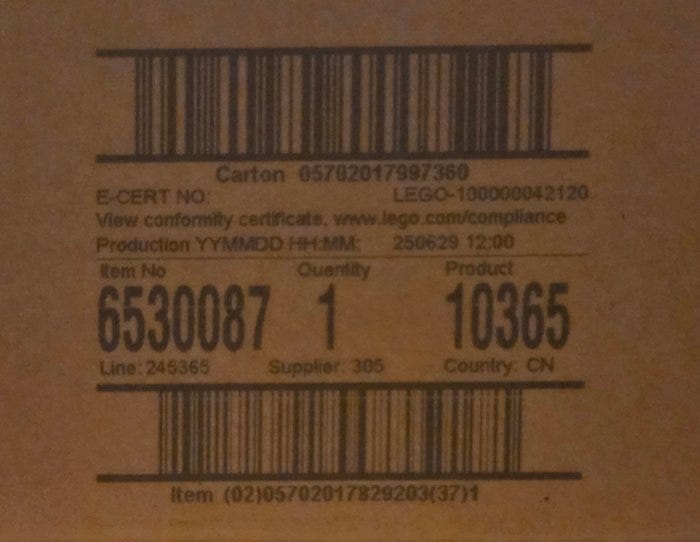 Carton 05702017997360
E-CERT NO: LEGO-100000042120
View conformity certificate, www.lego.com/compliance
Production YYMMDD HH:MM: 250629 12:00
Item No Quantity Product
6530087 1 10365
Line: 245365 Supplier: 305 Country: CN
Item (02)05702017829203(37)1